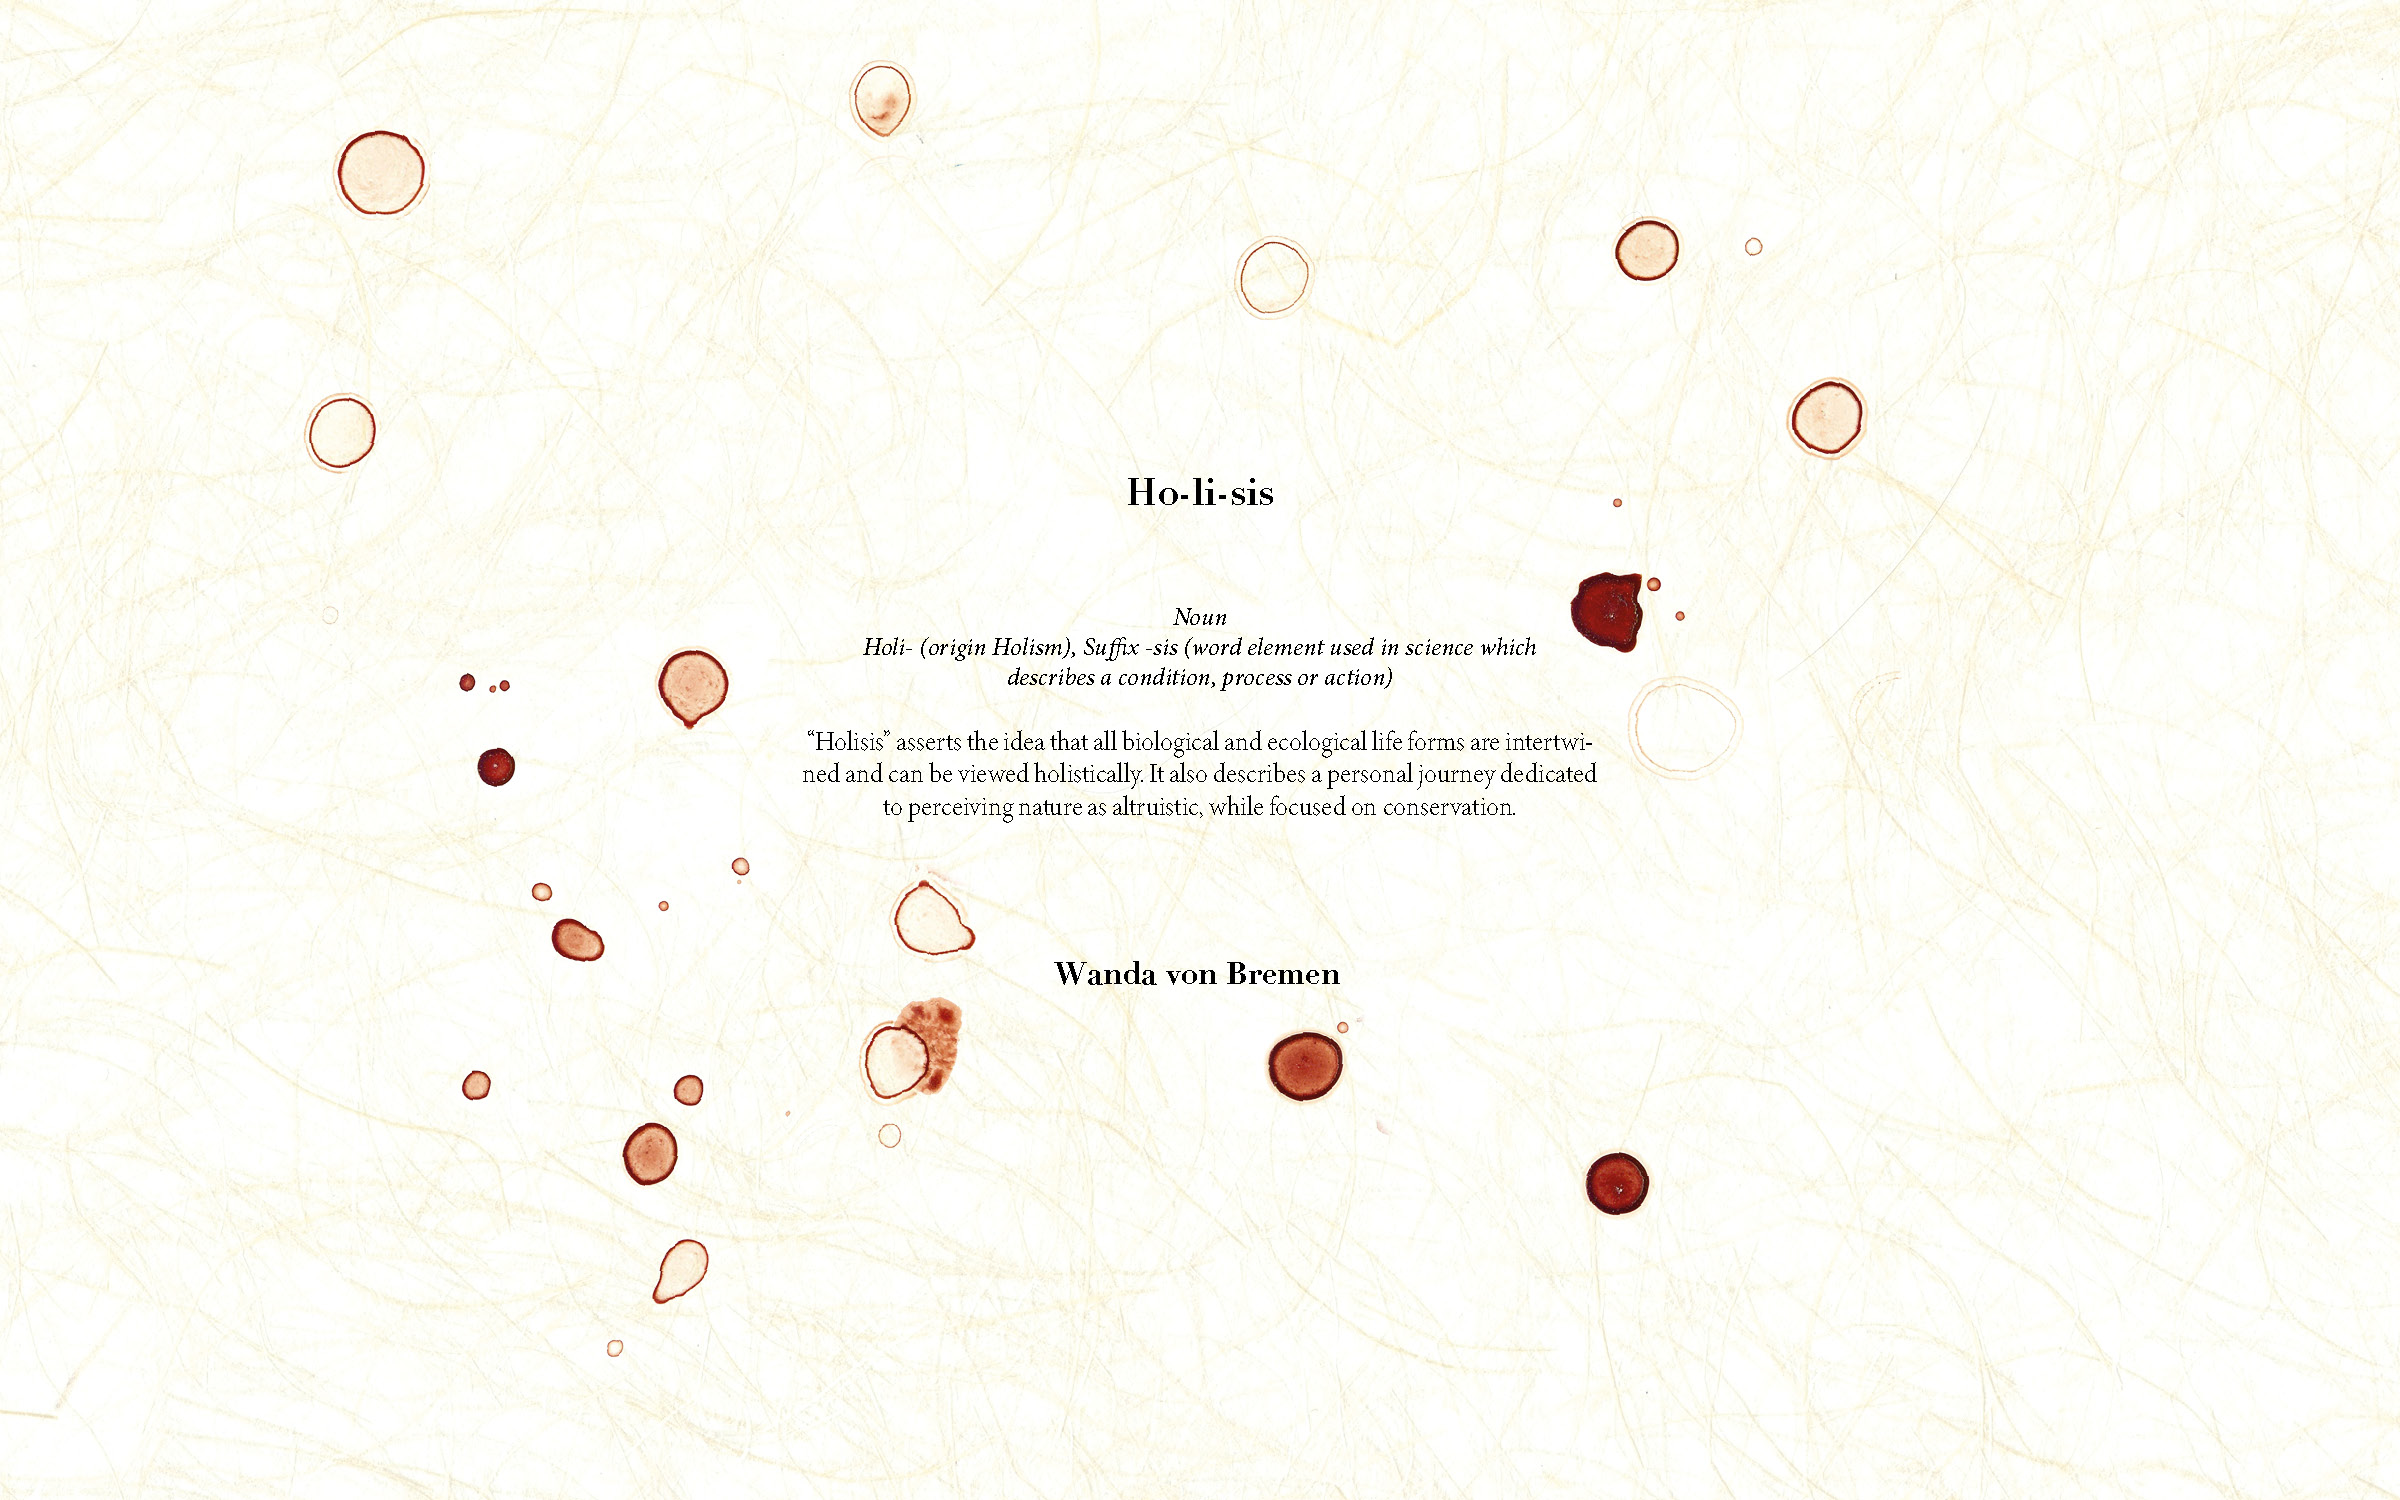 Ho-li-sis
Noun
Holi- (origin Holism), Suffix -sis (word element used in science which
describes a condition, process or action)
“Holisis” asserts the idea that all biological and ecological life forms are intertwi-
ned and can be viewed holistically. It also describes a personal journey dedicated
to perceiving nature as altruistic, while focused on conservation.
Wanda von Bremen